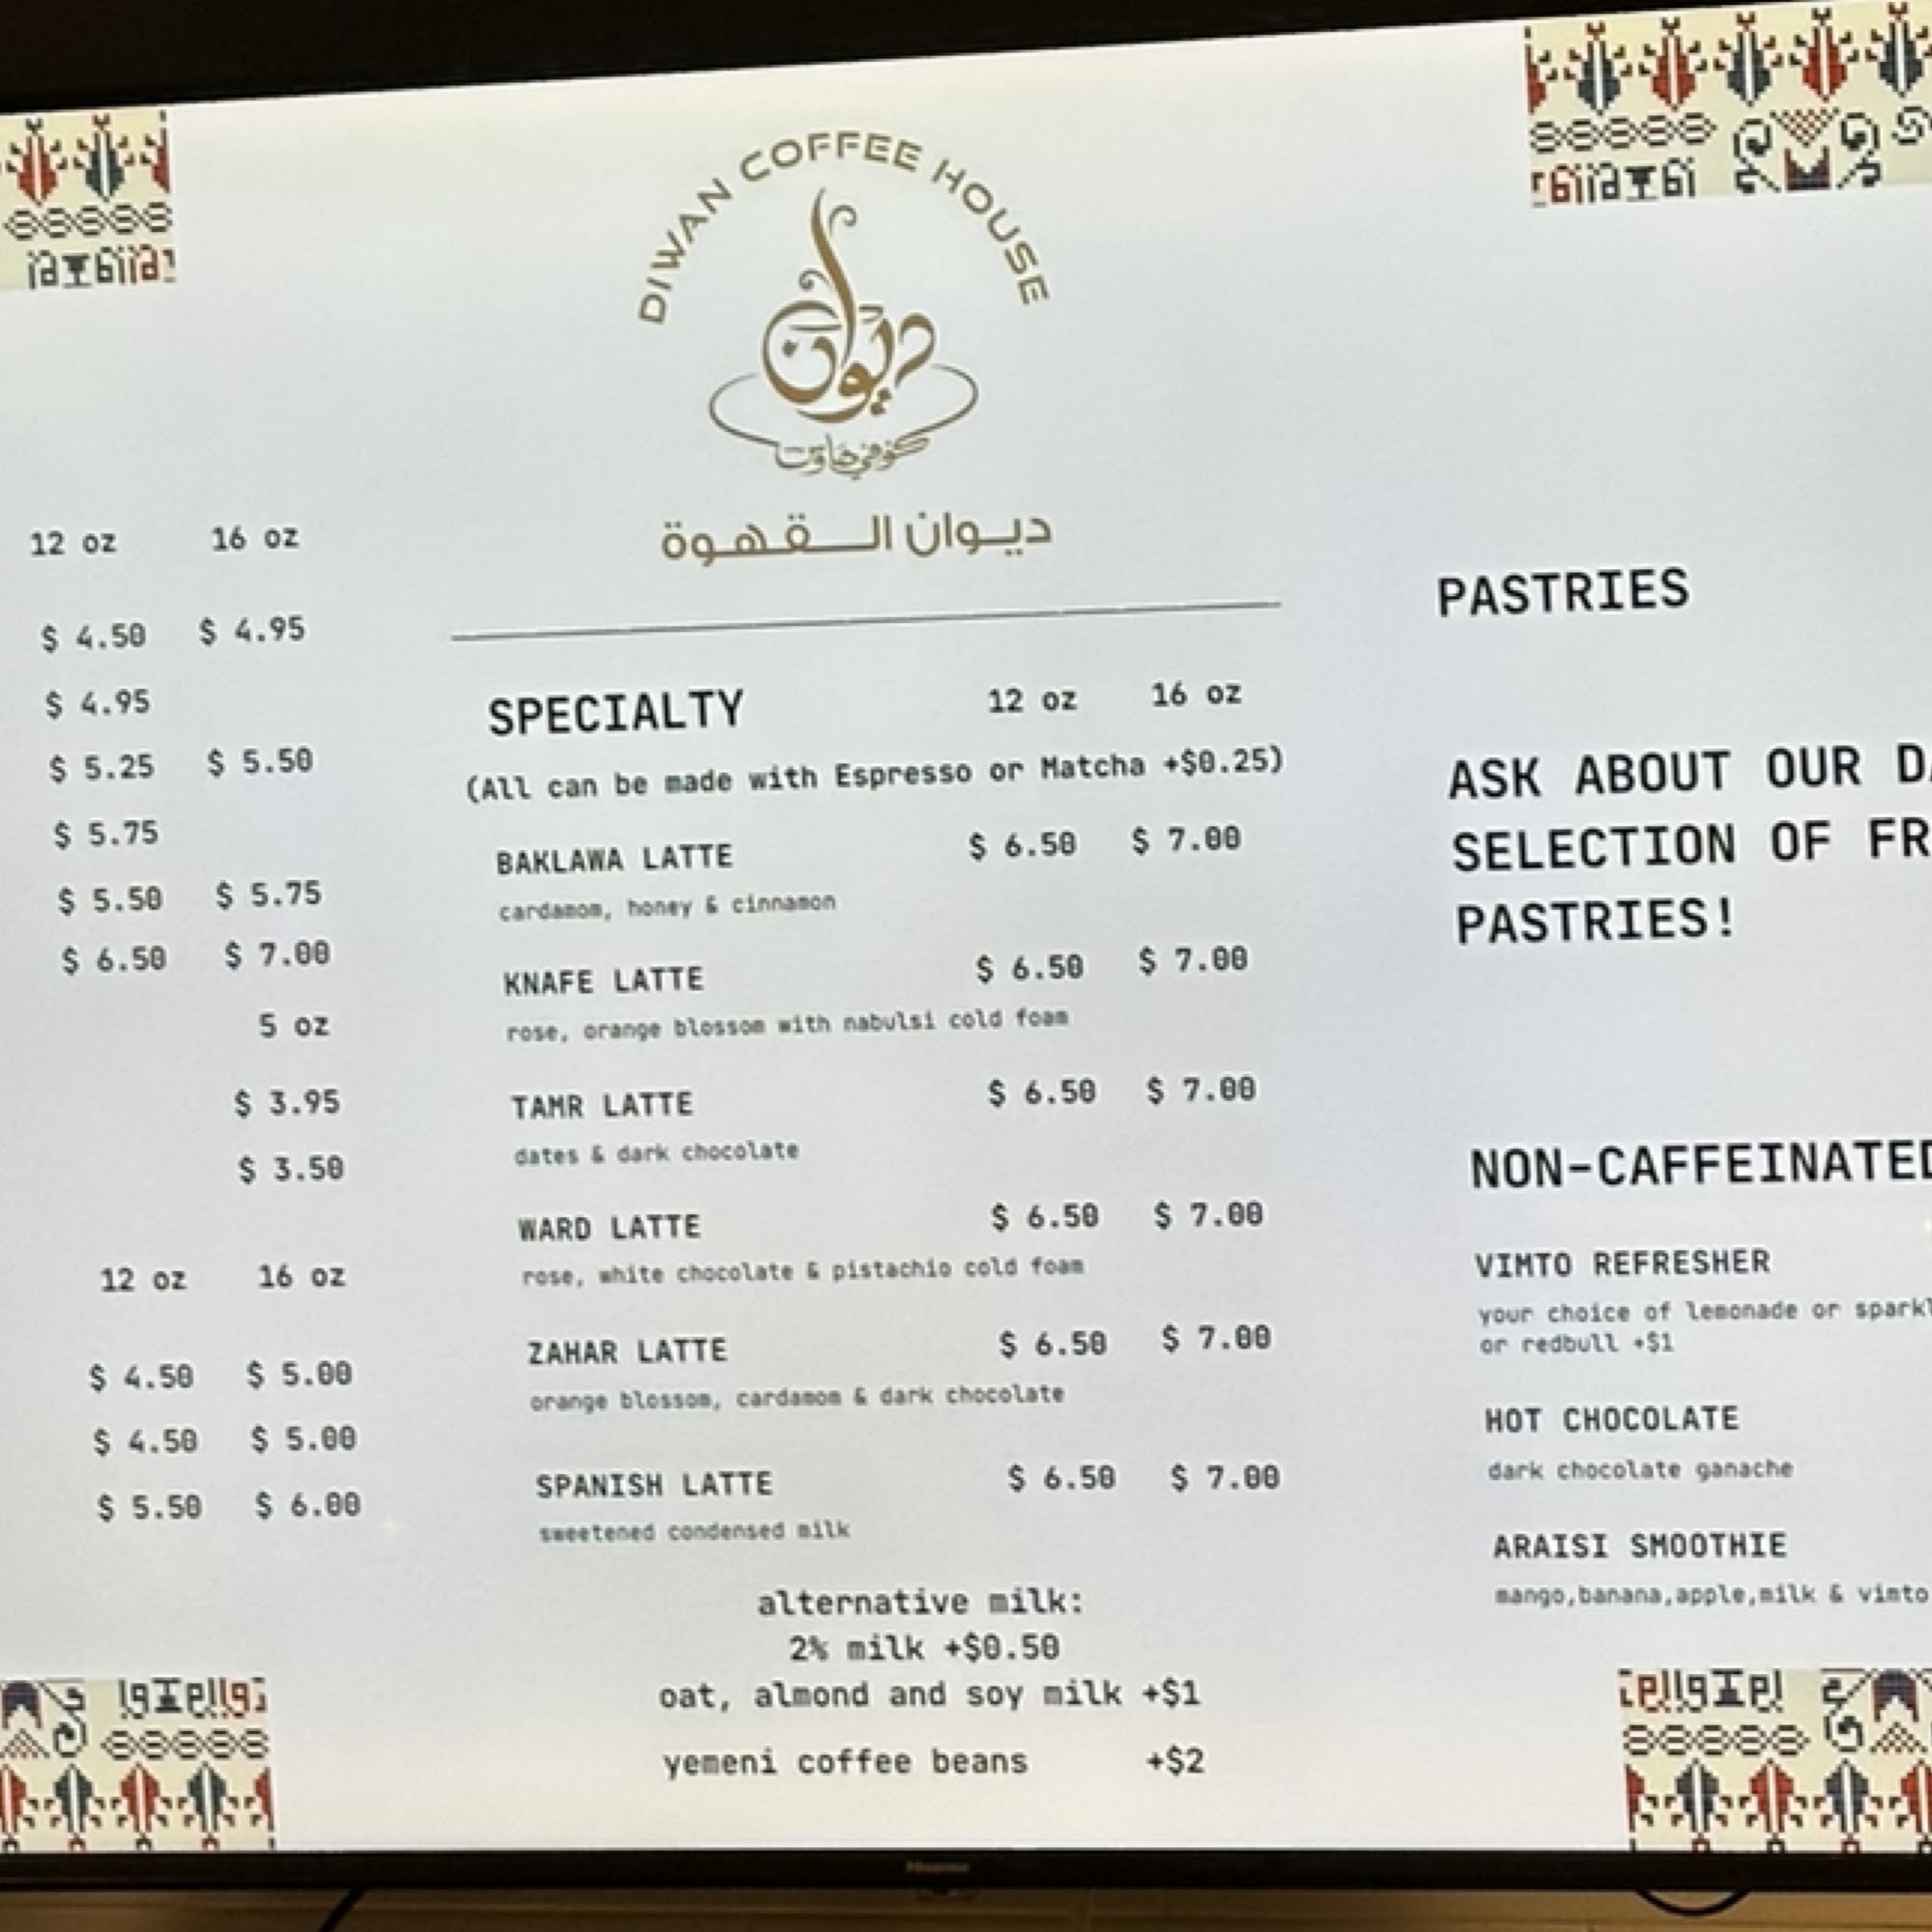 DIWAN COFFEE HOUSE
ديوان
كوفي هاوس
ديوان القهوة
12 oz 16 oz
$ 4.50 $ 4.95
$ 4.95
$ 5.25 $ 5.50
$ 5.75
$ 5.50 $ 5.75
$ 6.50 $ 7.00
5 oz
$ 3.95
$ 3.50
12 oz 16 oz
$ 4.50 $ 5.00
$ 4.50 $ 5.00
$ 5.50 $ 6.00
SPECIALTY 12 oz 16 oz
(All can be made with Espresso or Matcha +$0.25)
BAKLAWA LATTE $ 6.50 $ 7.00
cardamom, honey & cinnamon
KNAFE LATTE $ 6.50 $ 7.00
rose, orange blossom with nabulsi cold foam
TAMR LATTE $ 6.50 $ 7.00
dates & dark chocolate
WARD LATTE $ 6.50 $ 7.00
rose, white chocolate & pistachio cold foam
ZAHAR LATTE $ 6.50 $ 7.00
orange blossom, cardamom & dark chocolate
SPANISH LATTE $ 6.50 $ 7.00
sweetened condensed milk
alternative milk:
2% milk +$0.50
oat, almond and soy milk +$1
yemeni coffee beans +$2
PASTRIES
ASK ABOUT OUR
SELECTION OF
PASTRIES!
NON-CAFFEINATED
VIMTO REFRESHER
your choice of lemonade or
or redbull +$1
HOT CHOCOLATE
dark chocolate ganache
ARAISI SMOOTHIE
mango,banana,apple,milk & vimto
Hisense